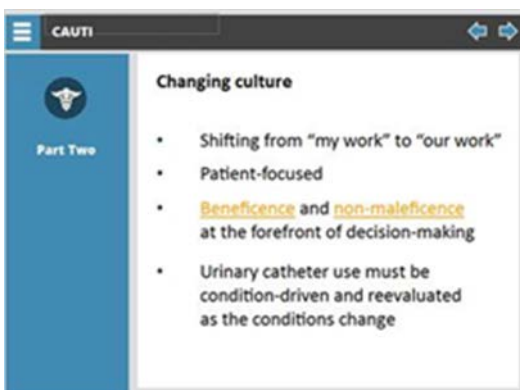 CAUTI
Part Two
Changing culture
• Shifting from “my work” to “our work”
• Patient-focused
• Beneficence and non-maleficence
at the forefront of decision-making
• Urinary catheter use must be
condition-driven and reevaluated
as the conditions change